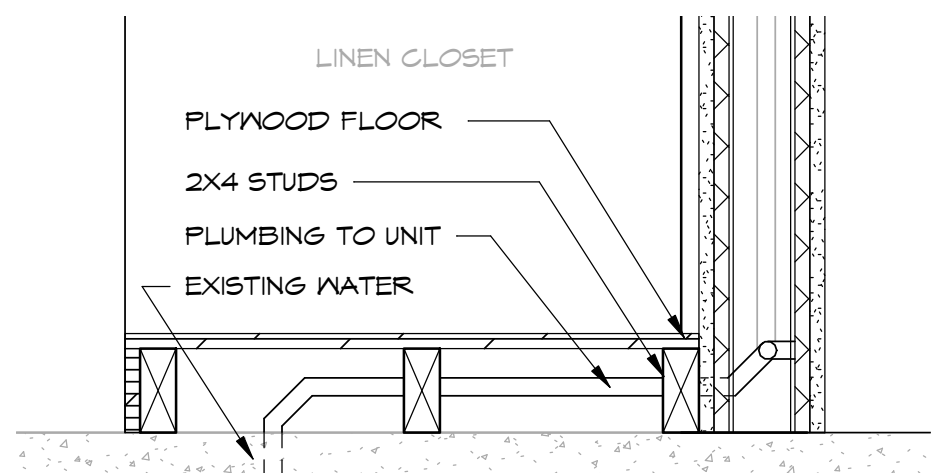 LINEN CLOSET
PLYWOOD FLOOR
2X4 STUDS
PLUMBING TO UNIT
EXISTING WATER